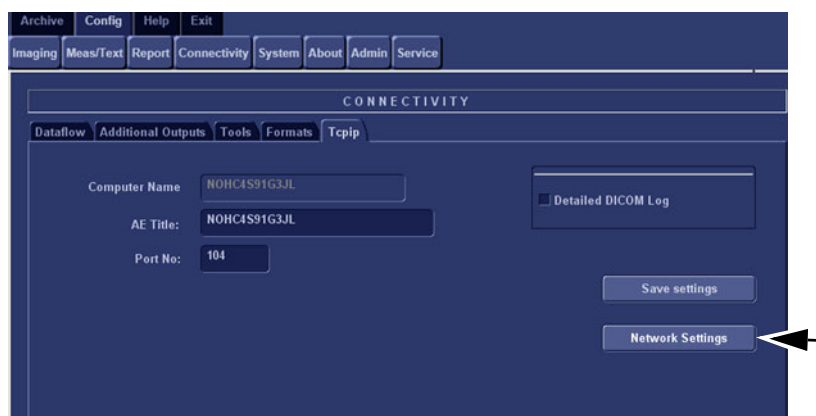 Archive Config Help Exit
Imaging Meas/Text Report Connectivity System About Admin Service
CONNECTIVITY
Dataflow Additional Outputs Tools Formats Tcpip
Computer Name NOHC4S91G3JL
Detailed DICOM Log
AE Title: NOHC4S91G3JL
Port No: 104
Save settings
Network Settings